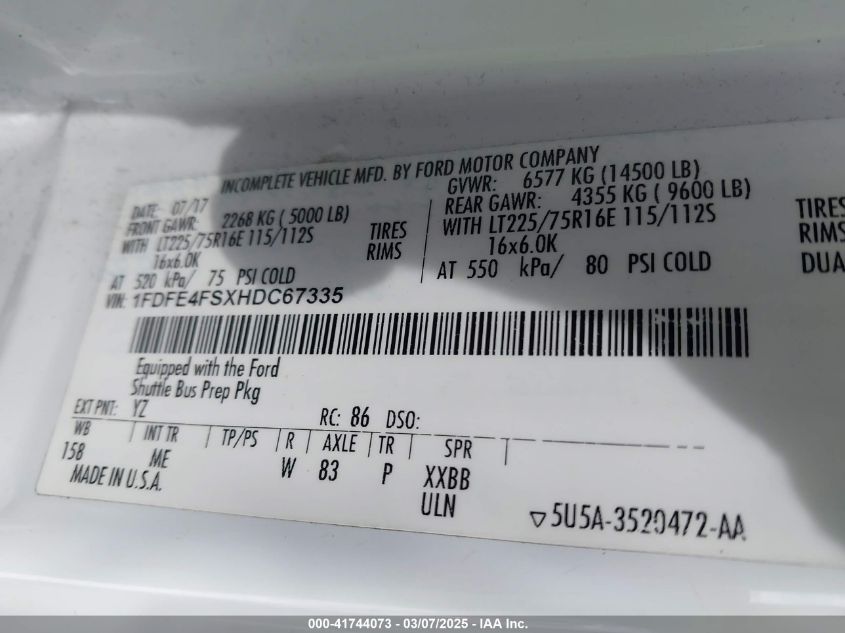 INCOMPLETE VEHICLE MFD. BY FORD MOTOR COMPANY
DATE: 07/17 GVWR: 6577 KG (14500 LB)
FRONT GAWR: 2268 KG ( 5000 LB) REAR GAWR: 4355 KG ( 9600 LB)
WITH LT225/75R16E 115/112S TIRES WITH LT225/75R16E 115/112S TIRES
16x6.0K RIMS 16x6.0K RIMS
AT 520 kPa/ 75 PSI COLD AT 550 kPa/ 80 PSI COLD DUA
VIN: 1FDFE4FSXHDC67335
Equipped with the Ford
Shuttle Bus Prep Pkg
EXT PNT: YZ RC: 86 DSO:
WB INT TR TP/PS R AXLE TR SPR
158 ME W 83 P XXBB
MADE IN U.S.A. ULN
5U5A-3520472-AA
000-41744073 - 03/07/2025 - IAA Inc.